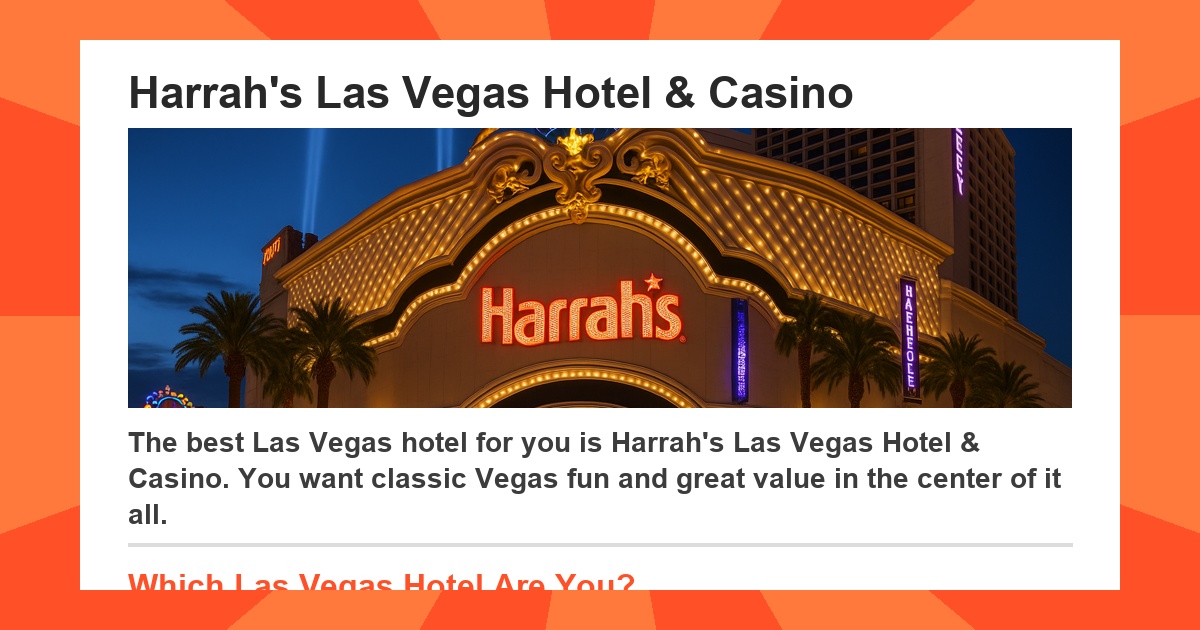 Harrah's Las Vegas Hotel & Casino
Harrah's
HAEHEOLE
The best Las Vegas hotel for you is Harrah's Las Vegas Hotel &
Casino. You want classic Vegas fun and great value in the center of it
all.
Which Las Vegas Hotel Are You?